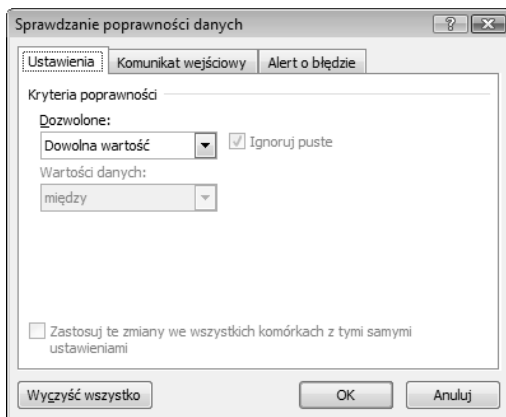 Sprawdzanie poprawności danych
Ustawienia Komunikat wejściowy Alert o błędzie
Kryteria poprawności
Dozwolone:
Dowolna wartość Ignoruj puste
Wartości danych:
między
Zastosuj te zmiany we wszystkich komórkach z tymi samymi
ustawieniami
Wyczyść wszystko OK Anuluj